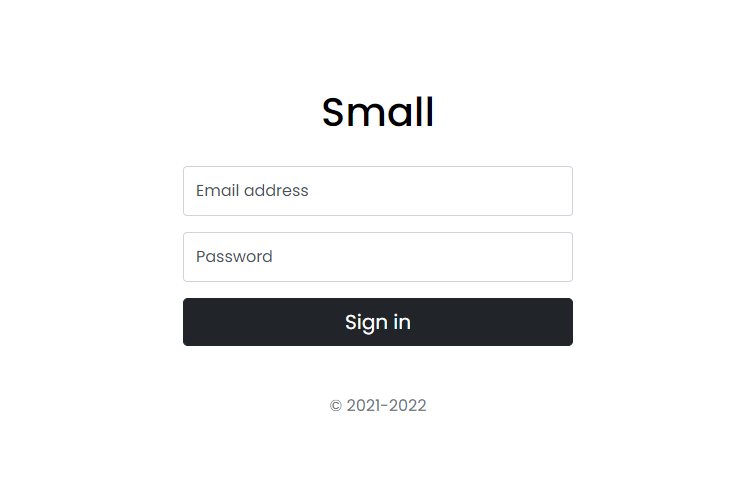 Small
Email address
Password
Sign in
© 2021-2022